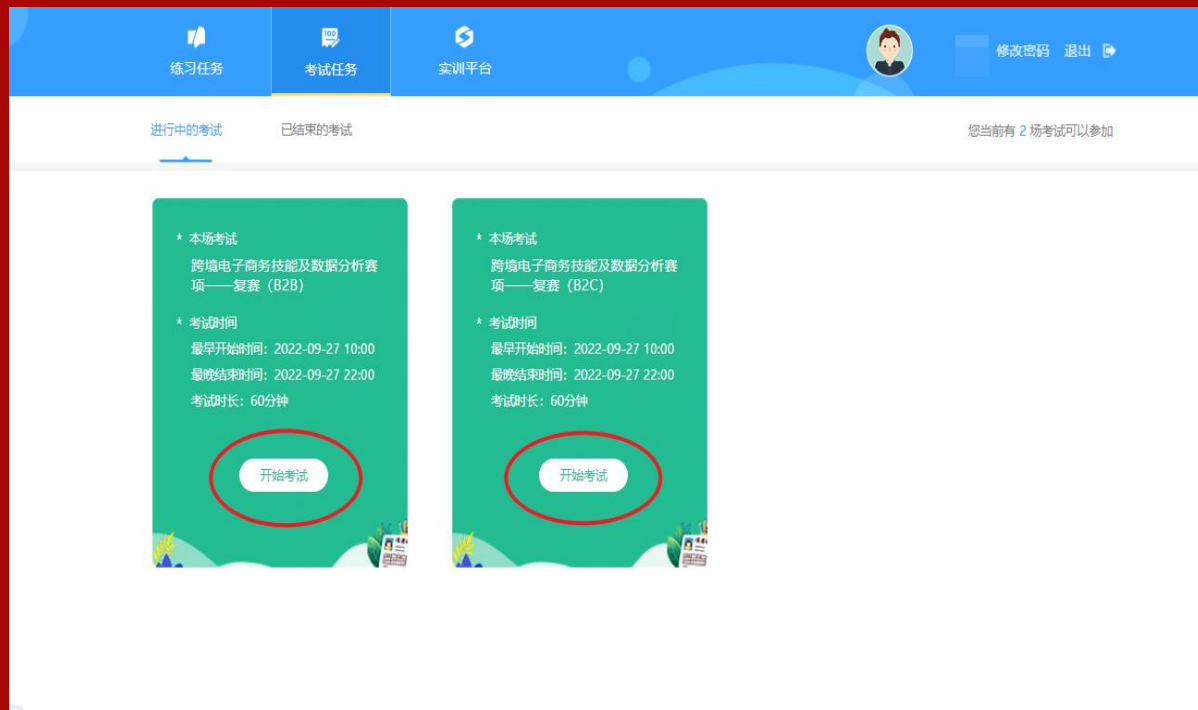 练习任务
100
考试任务
实训平台
修改密码 退出
进行中的考试 已结束的考试 您当前有 2 场考试可以参加
* 本场考试
跨境电子商务技能及数据分析赛
项——复赛（B2B）
* 考试时间
最早开始时间：2022-09-27 10:00
最晚结束时间：2022-09-27 22:00
考试时长：60分钟
开始考试
* 本场考试
跨境电子商务技能及数据分析赛
项——复赛（B2C）
* 考试时间
最早开始时间：2022-09-27 10:00
最晚结束时间：2022-09-27 22:00
考试时长：60分钟
开始考试